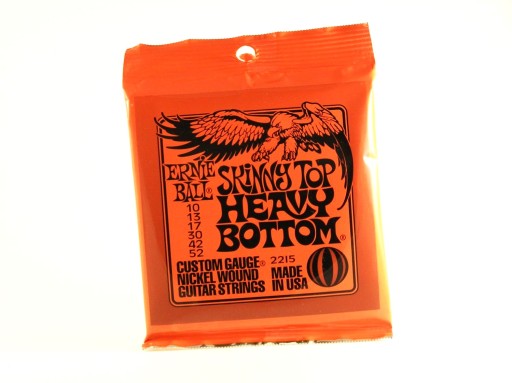 ERNIE
BALL®
SKINNY TOP
HEAVY
BOTTOM®
10
13
17
30
42
52
CUSTOM GAUGE® 2215
NICKEL WOUND
GUITAR STRINGS
MADE
IN USA